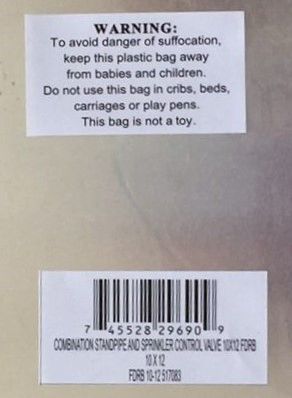 WARNING:
To avoid danger of suffocation,
keep this plastic bag away
from babies and children.
Do not use this bag in cribs, beds,
carriages or play pens.
This bag is not a toy.
7 45528 29690 9
COMBINATION STANDPIPE AND SPRINKLER CONTROL VALVE 10X12 FDRB
10 X 12
FDRB 10-12 517083